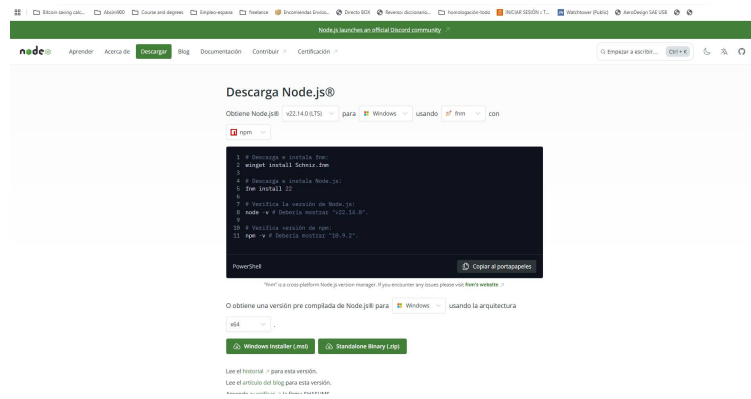 Bitcoin saving calc... Absin900 Course and degrees Empleo-espana freelance Encomiendas Envíos... Directo BOX Reverso diccionario... homologación-todo INICIAR SESIÓN :: T... Watchtower (Public) AeroDesign SAE USB
Node.js launches an official Discord community
node Aprender Acerca de Descargar Blog Documentación Contribuir Certificación Empezar a escribir... Ctrl + K
Descarga Node.js®
Obtiene Node.js® v22.14.0 (LTS) para Windows usando fnm con
npm
1 # Descarga e instala fnm:
2 winget install Schniz.fnm
3
4 # Descarga e instala Node.js:
5 fnm install 22
6
7 # Verifica la versión de Node.js:
8 node -v # Debería mostrar "v22.14.0".
9
10 # Verifica versión de npm:
11 npm -v # Debería mostrar "10.9.2".
PowerShell Copiar al portapapeles
"fnm" is a cross-platform Node.js version manager. If you encounter any issues please visit fnm's website
O obtiene una versión pre compilada de Node.js® para Windows usando la arquitectura
x64 .
Windows Installer (.msi) Standalone Binary (.zip)
Lee el historial para esta versión.
Lee el artículo del blog para esta versión.